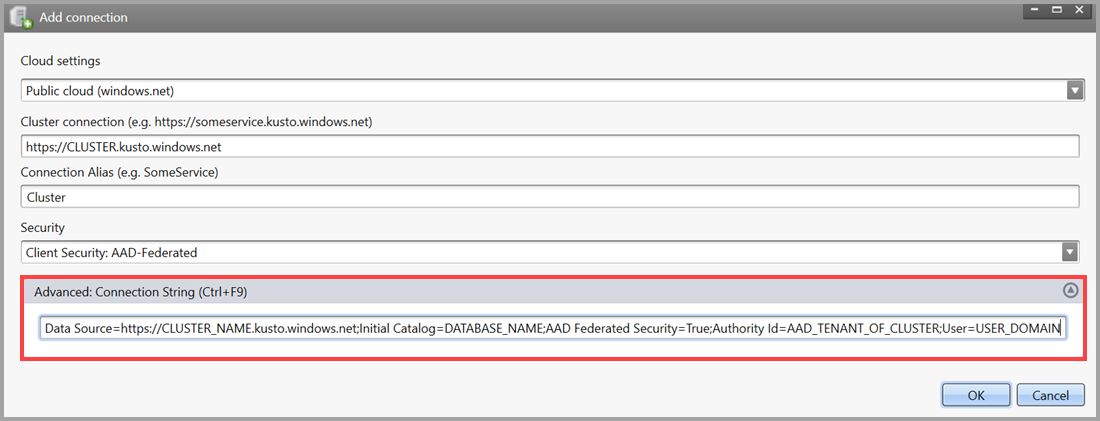 Add connection
Cloud settings
Public cloud (windows.net)
Cluster connection (e.g. https://someservice.kusto.windows.net)
https://CLUSTER.kusto.windows.net
Connection Alias (e.g. SomeService)
Cluster
Security
Client Security: AAD-Federated
Advanced: Connection String (Ctrl+F9)
Data Source=https://CLUSTER_NAME.kusto.windows.net;Initial Catalog=DATABASE_NAME;AAD Federated Security=True;Authority Id=AAD_TENANT_OF_CLUSTER;User=USER_DOMAIN
OK Cancel